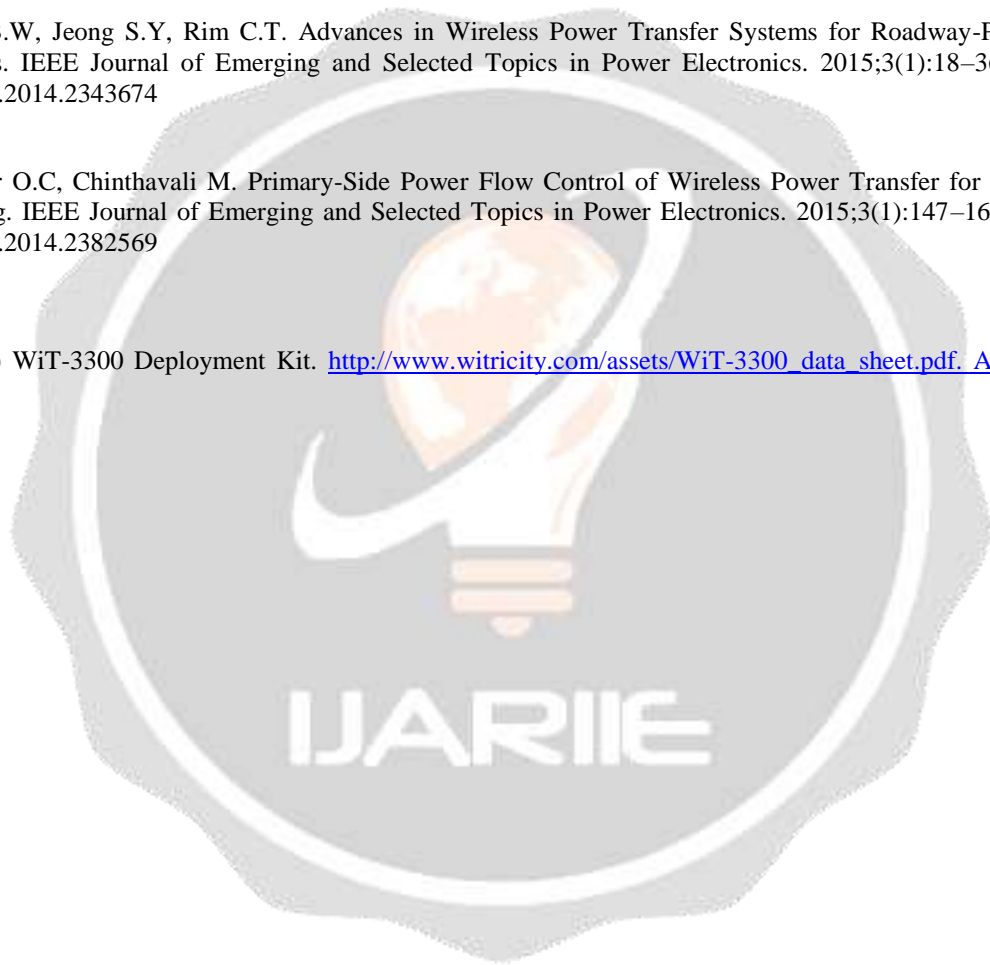 .W, Jeong S.Y, Rim C.T. Advances in Wireless Power Transfer Systems for Roadway-
s. IEEE Journal of Emerging and Selected Topics in Power Electronics. 2015;3(1):18–3
.2014.2343674
r O.C, Chinthavali M. Primary-Side Power Flow Control of Wireless Power Transfer for
g. IEEE Journal of Emerging and Selected Topics in Power Electronics. 2015;3(1):147–16
.2014.2382569
WiT-3300 Deployment Kit. http://www.witricity.com/assets/WiT-3300_data_sheet.pdf. A
IJARIIE